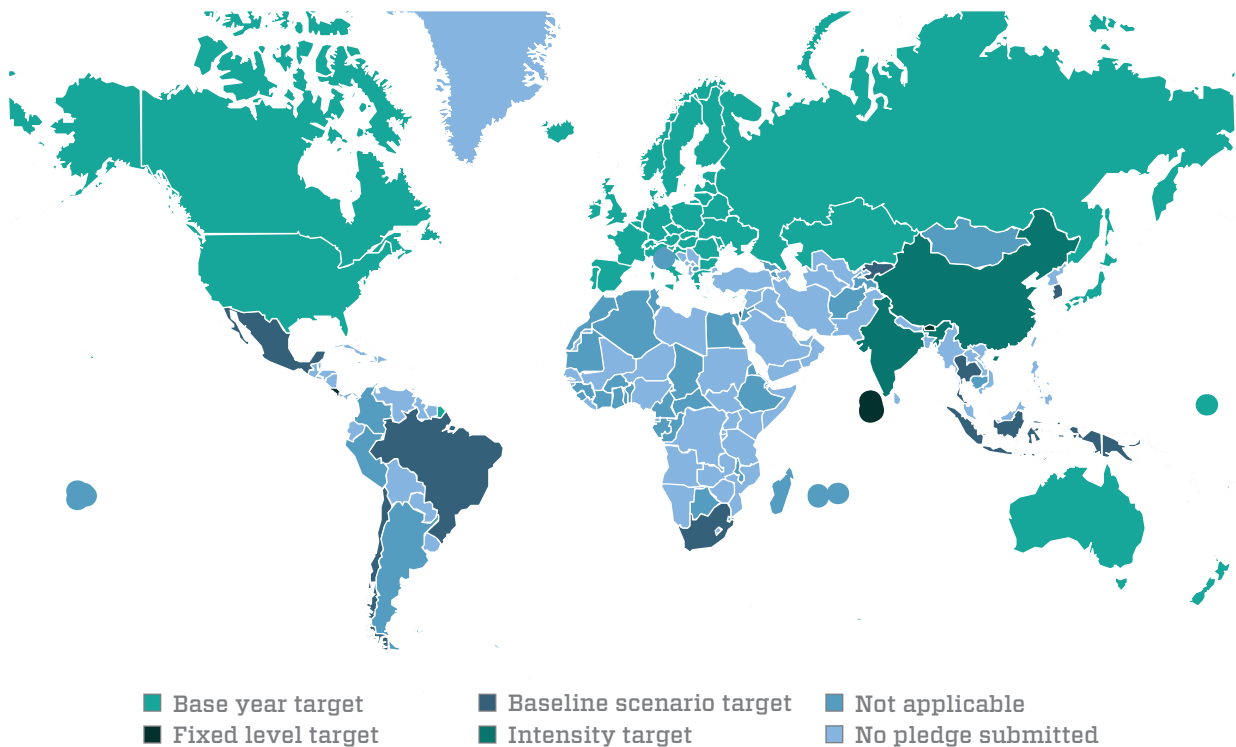 Base year target
Baseline scenario target
Not applicable
Fixed level target
Intensity target
No pledge submitted